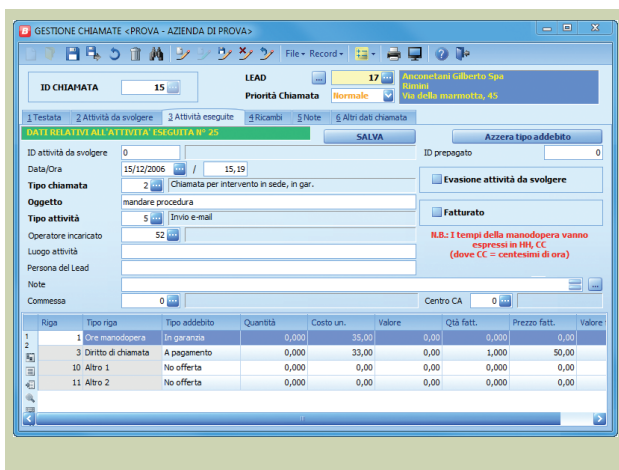 GESTIONE CHIAMATE <PROVA - AZIENDA DI PROVA>
File Record
ID CHIAMATA 15 LEAD 17 Anconetani Gilberto Spa
Rimini
Priorità Chiamata Normale Via della marmotta, 45
1 Testata 2 Attività da svolgere 3 Attività eseguite 4 Ricambi 5 Note 6 Altri dati chiamata
DATI RELATIVI ALL'ATTIVITA' ESEGUITA N° 25 SALVA Azzera tipo addebito
ID attività da svolgere 0 ID prepagato 0
Data/Ora 15/12/2006 / 15,19
Tipo chiamata 2 Chiamata per intervento in sede, in gar. Evasione attività da svolgere
Oggetto mandare procedura
Tipo attività 5 Invio e-mail Fatturato
Operatore incaricato 52 N.B.: I tempi della manodopera vanno
espressi in HH, CC
Luogo attività (dove CC = centesimi di ora)
Persona del Lead
Note
Commessa 0 Centro CA 0
Riga Tipo riga Tipo addebito Quantità Costo un. Valore Qtà fatt. Prezzo fatt. Valore
1 Ore manodopera In garanzia 0,000 35,00 0,00 0,000 0,00
3 Diritto di chiamata A pagamento 0,000 33,00 0,00 1,000 50,00
10 Altro 1 No offerta 0,000 0,00 0,00 0,000 0,00
11 Altro 2 No offerta 0,000 0,00 0,00 0,000 0,00
1
2